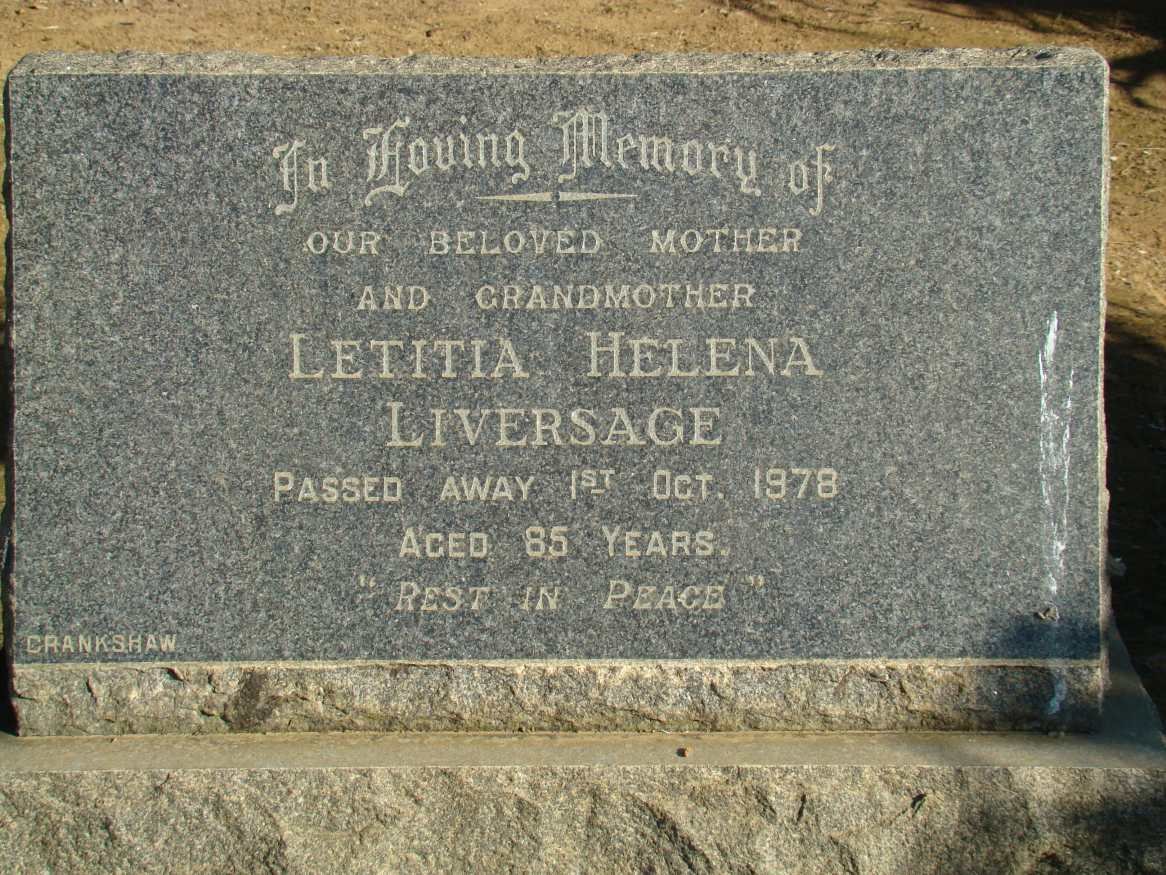 In Loving Memory of
OUR BELOVED MOTHER
AND GRANDMOTHER
LETITIA HELENA
LIVERSAGE
PASSED AWAY 1ST OCT. 1978
AGED 85 YEARS.
"REST IN PEACE"
CRANKSHAW